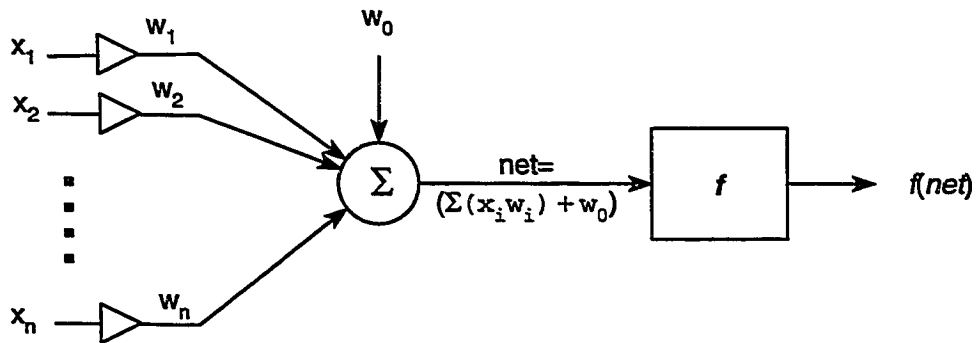 w₀
x₁
w₁
x₂
w₂
Σ
net=
(Σ(xᵢwᵢ) + w₀)
f
f(net)
xₙ
wₙ